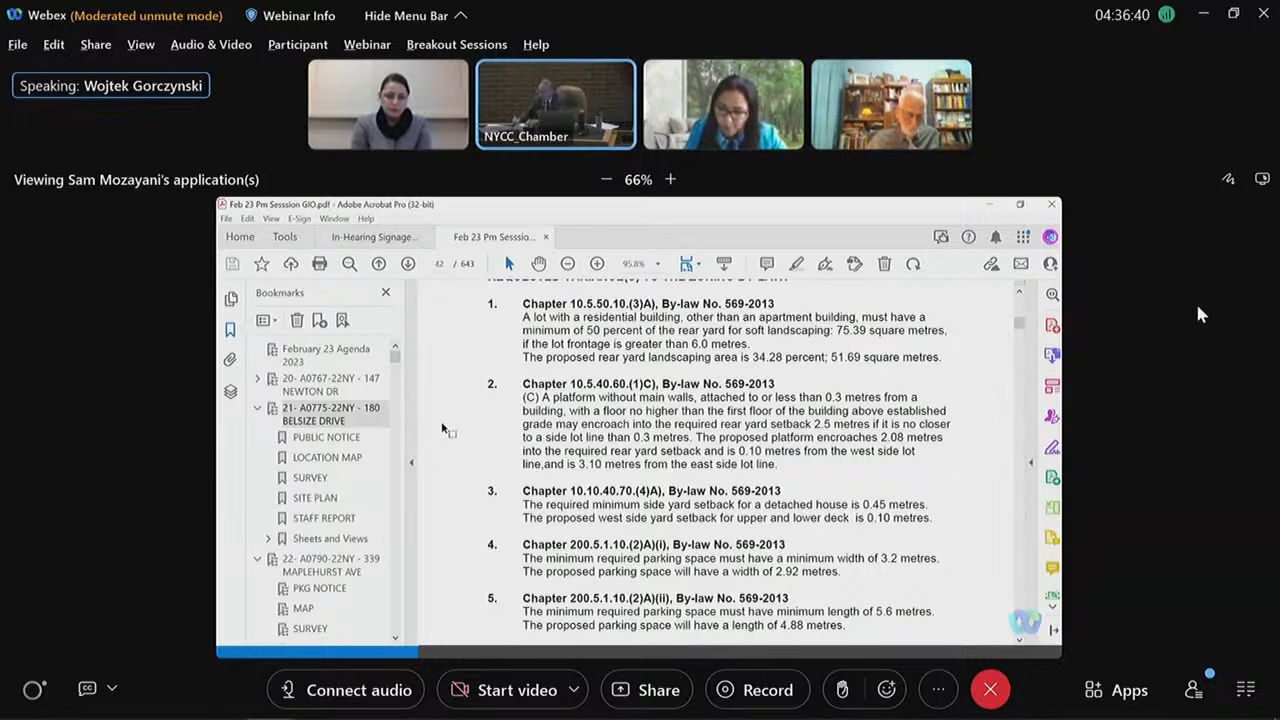 Webex (Moderated unmute mode) Webinar Info Hide Menu Bar 04:36:40
File Edit Share View Audio & Video Participant Webinar Breakout Sessions Help
Speaking: Wojtek Gorczynski
NYCC_Chamber
Viewing Sam Mozayani's application(s) 66%
Feb 23 Pm Sesssion GIO.pdf - Adobe Acrobat Pro (32-bit)
File Edit View E-Sign Window Help
Home Tools In-Hearing Signage... Feb 23 Pm Sesssio... ×
42 / 643 95.8%
Bookmarks
February 23 Agenda
2023
20- A0767-22NY - 147
NEWTON DR
21- A0775-22NY - 180
BELSIZE DRIVE
PUBLIC NOTICE
LOCATION MAP
SURVEY
SITE PLAN
STAFF REPORT
Sheets and Views
22- A0790-22NY - 339
MAPLEHURST AVE
PKG NOTICE
MAP
SURVEY
1. Chapter 10.5.50.10.(3)A), By-law No. 569-2013
A lot with a residential building, other than an apartment building, must have a
minimum of 50 percent of the rear yard for soft landscaping: 75.39 square metres,
if the lot frontage is greater than 6.0 metres.
The proposed rear yard landscaping area is 34.28 percent; 51.69 square metres.
2. Chapter 10.5.40.60.(1)C), By-law No. 569-2013
(C) A platform without main walls, attached to or less than 0.3 metres from a
building, with a floor no higher than the first floor of the building above established
grade may encroach into the required rear yard setback 2.5 metres if it is no closer
to a side lot line than 0.3 metres. The proposed platform encroaches 2.08 metres
into the required rear yard setback and is 0.10 metres from the west side lot
line,and is 3.10 metres from the east side lot line.
3. Chapter 10.10.40.70.(4)A), By-law No. 569-2013
The required minimum side yard setback for a detached house is 0.45 metres.
The proposed west side yard setback for upper and lower deck is 0.10 metres.
4. Chapter 200.5.1.10.(2)A)(i), By-law No. 569-2013
The minimum required parking space must have a minimum width of 3.2 metres.
The proposed parking space will have a width of 2.92 metres.
5. Chapter 200.5.1.10.(2)A)(ii), By-law No. 569-2013
The minimum required parking space must have minimum length of 5.6 metres.
The proposed parking space will have a length of 4.88 metres.
Connect audio Start video Share Record Apps